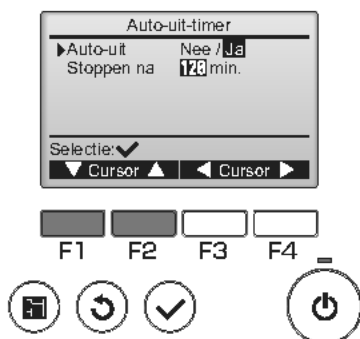 Auto-uit-timer
▶Auto-uit Nee / Ja
Stoppen na 120 min.
Selectie:✔
▼ Cursor ▲ ◀ Cursor ▶
F1 F2 F3 F4